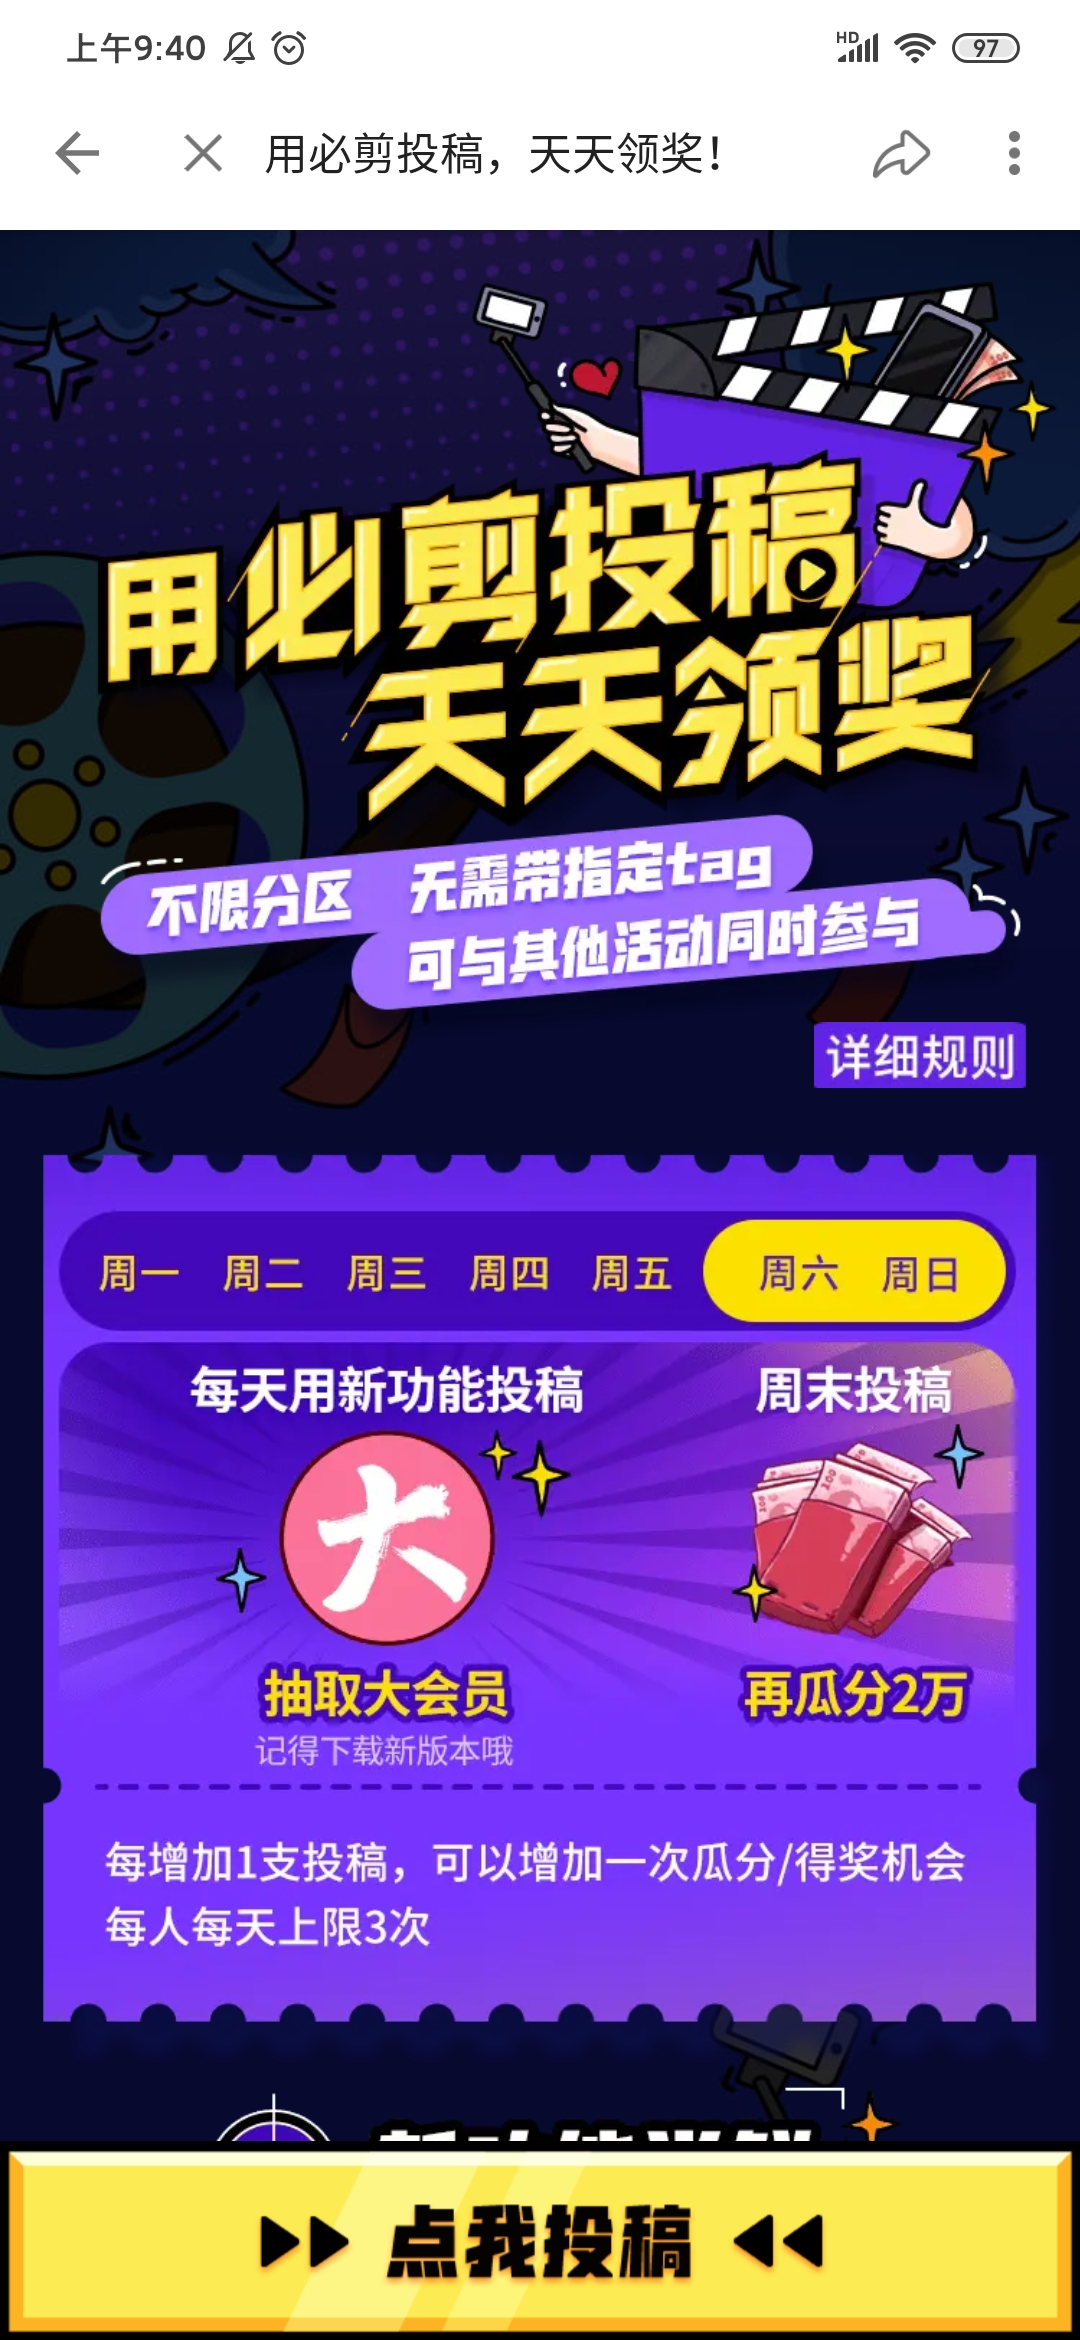 上午9:40
HD
97
用必剪投稿，天天领奖！
用必剪投稿
天天领奖
不限分区 无需带指定tag
可与其他活动同时参与
详细规则
周一 周二 周三 周四 周五 周六 周日
每天用新功能投稿 周末投稿
大
抽取大会员 再瓜分2万
记得下载新版本哦
每增加1支投稿，可以增加一次瓜分/得奖机会
每人每天上限3次
点我投稿